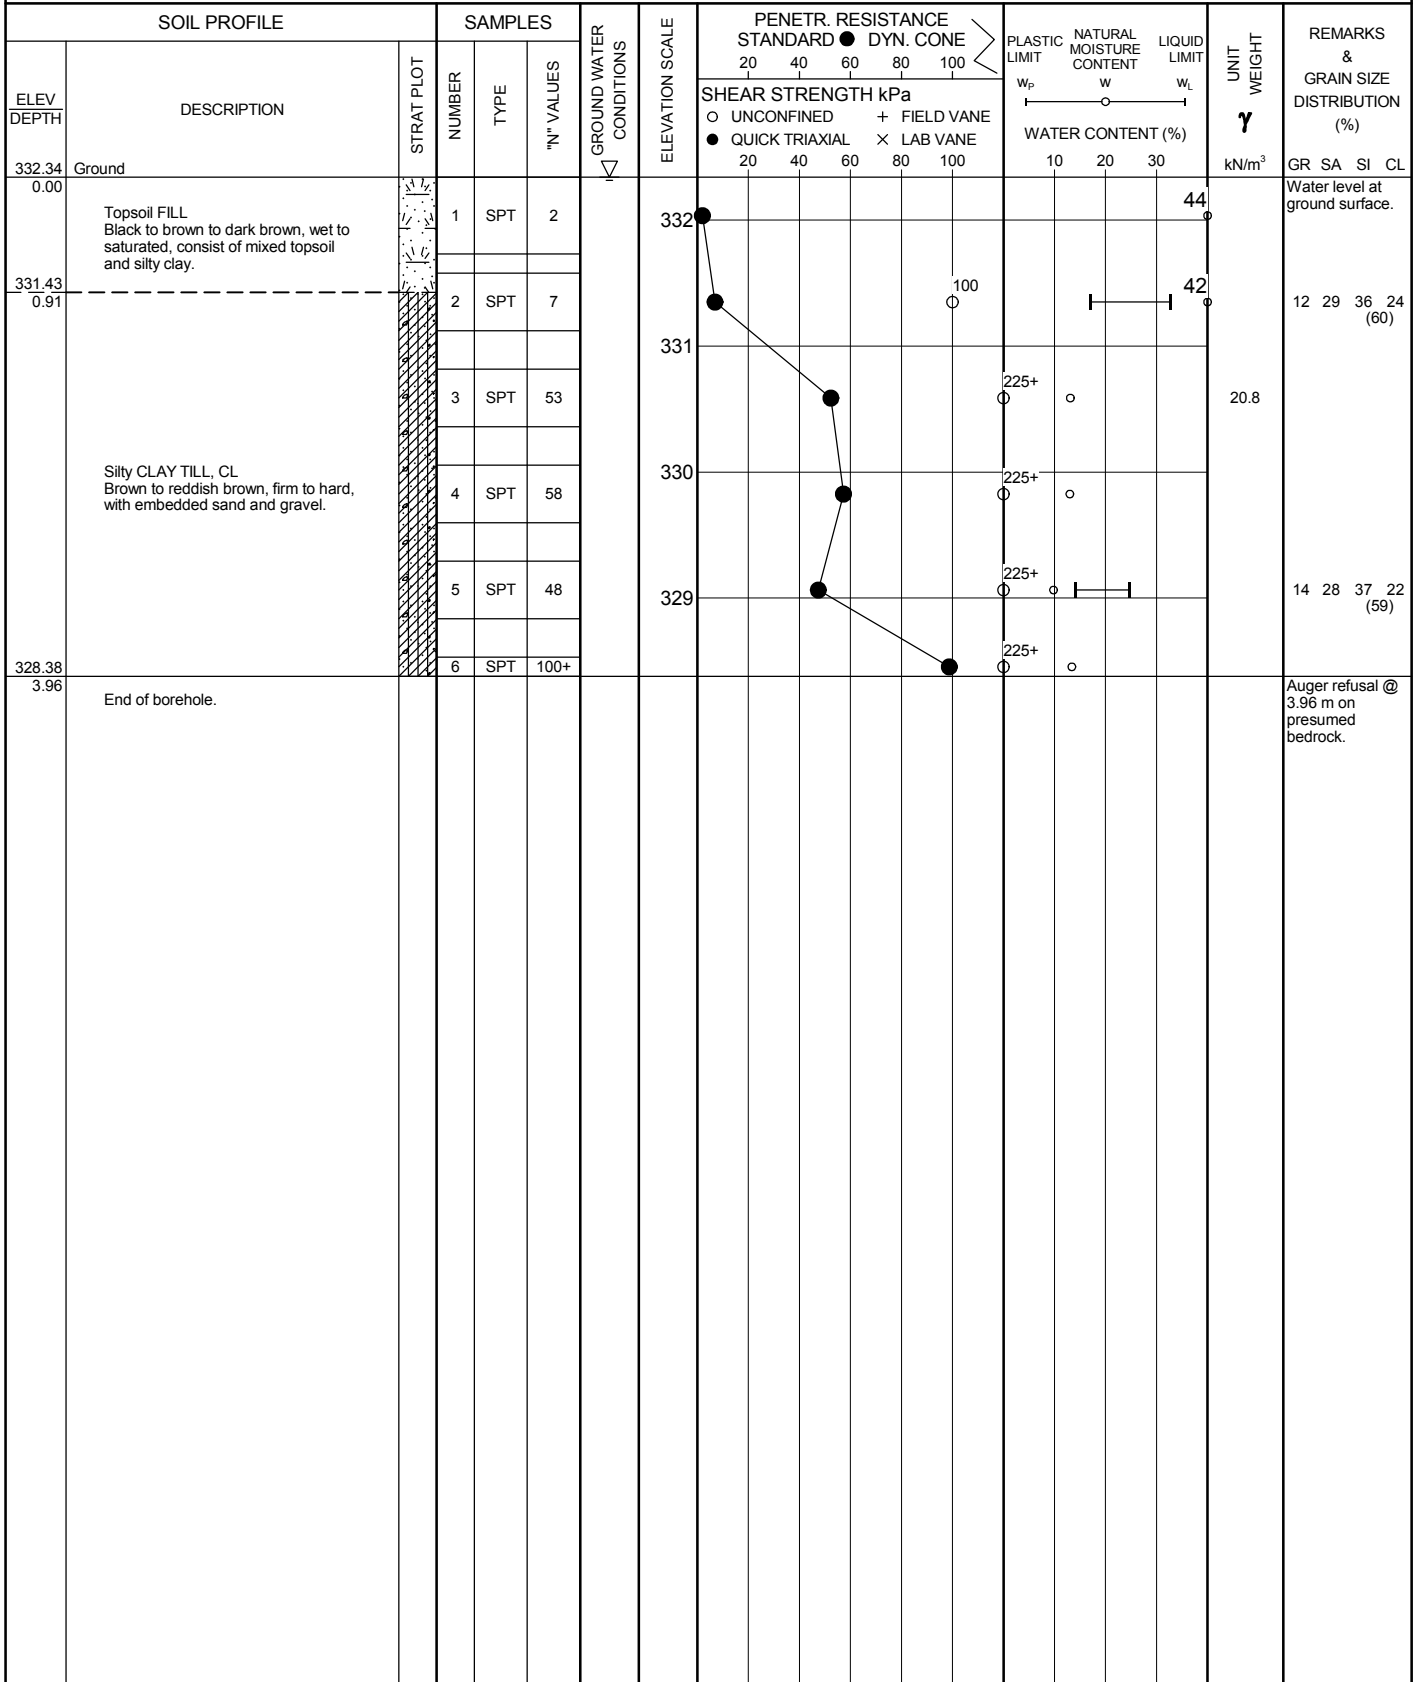 SOIL PROFILE
SAMPLES
GROUND WATER
CONDITIONS
ELEVATION SCALE
PENETR. RESISTANCE
STANDARD ● DYN. CONE
20 40 60 80 100
SHEAR STRENGTH kPa
○ UNCONFINED + FIELD VANE
● QUICK TRIAXIAL × LAB VANE
20 40 60 80 100
PLASTIC
LIMIT
NATURAL
MOISTURE
CONTENT
LIQUID
LIMIT
WP W WL
WATER CONTENT (%)
10 20 30
UNIT
WEIGHT
γ
kN/m³
REMARKS
&
GRAIN SIZE
DISTRIBUTION
(%)
GR SA SI CL
ELEV
DEPTH
DESCRIPTION
STRAT PLOT
NUMBER
TYPE
"N" VALUES
332.34 Ground
0.00
Topsoil FILL
Black to brown to dark brown, wet to
saturated, consist of mixed topsoil
and silty clay.
1 SPT 2
332
44
Water level at
ground surface.
331.43
0.91
2 SPT 7
100
42
12 29 36 24
(60)
331
3 SPT 53
225+
20.8
330
Silty CLAY TILL, CL
Brown to reddish brown, firm to hard,
with embedded sand and gravel.
4 SPT 58
225+
5 SPT 48
329
225+
14 28 37 22
(59)
328.38
6 SPT 100+
225+
3.96
End of borehole.
Auger refusal @
3.96 m on
presumed
bedrock.